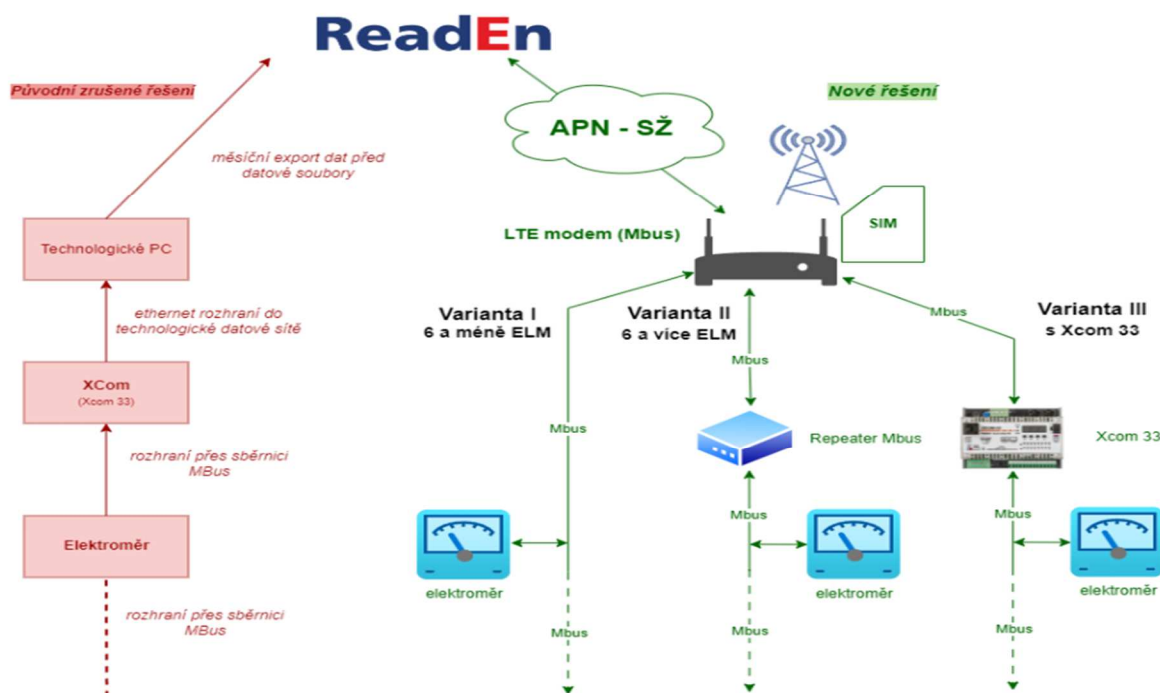 ReadEn
Původní zrušené řešení
měsíční export dat před
datové soubory
Technologické PC
ethernet rozhraní do
technologické datové sítě
XCom
(Xcom 33)
rozhraní přes sběrnici
MBus
Elektroměr
rozhraní přes sběrnici
MBus
Nové řešení
APN - SŽ
SIM
LTE modem (Mbus)
Varianta I
6 a méně ELM
Varianta II
6 a více ELM
Varianta III
s Xcom 33
Mbus
Mbus
Mbus
Repeater Mbus
Xcom 33
Mbus
Mbus
elektroměr
elektroměr
elektroměr
Mbus
Mbus
Mbus